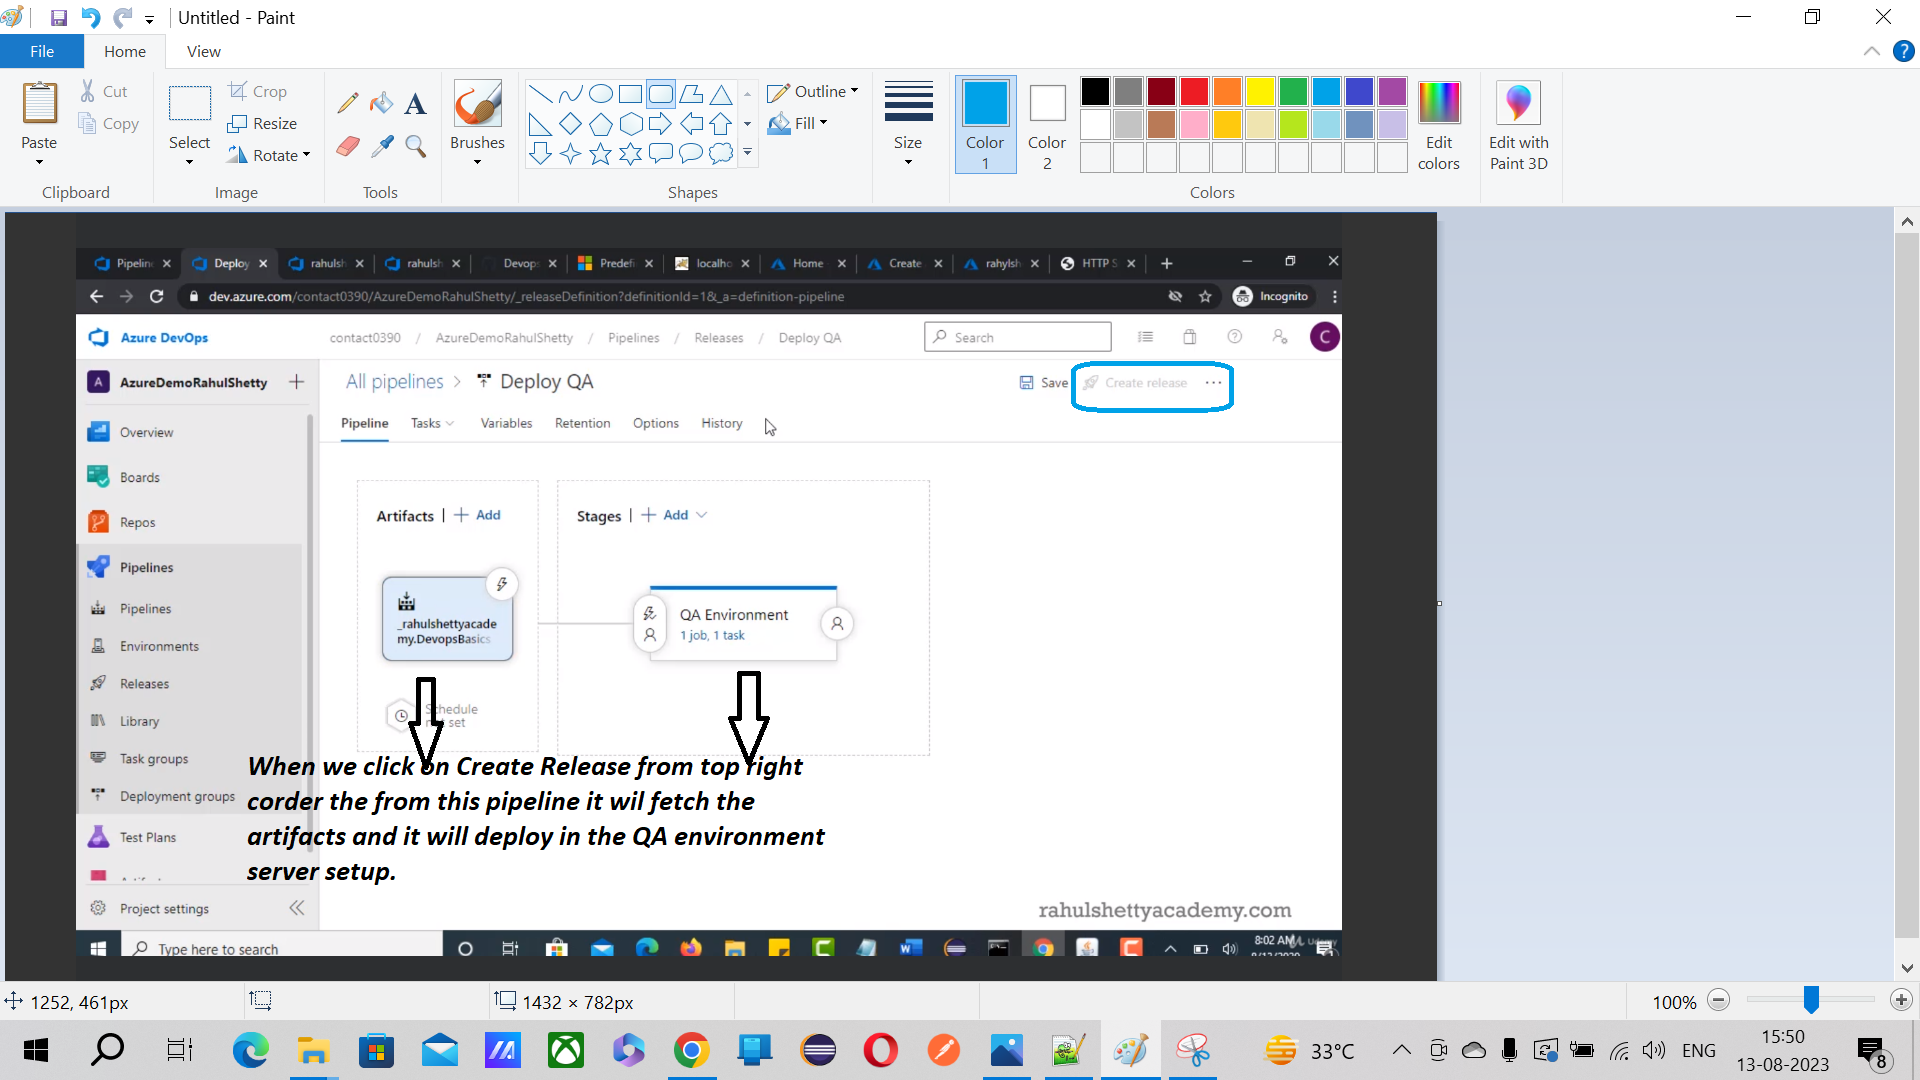 Untitled - Paint
File Home View
Paste
Cut
Copy
Clipboard
Select
Crop
Resize
Rotate
Image
Tools
Brushes
Shapes
Outline
Fill
Size
Color 1
Color 2
Edit colors
Colors
Edit with Paint 3D
Pipelin Deploy rahulsh rahulsh Devops Predefi localho Home Create rahylsh HTTP S
dev.azure.com/contact0390/AzureDemoRahulShetty/_releaseDefinition?definitionId=1&_a=definition-pipeline Incognito
Azure DevOps contact0390 / AzureDemoRahulShetty / Pipelines / Releases / Deploy QA Search C
A AzureDemoRahulShetty
All pipelines > Deploy QA Save Create release
Pipeline Tasks Variables Retention Options History
Overview
Boards
Repos
Pipelines
Pipelines
Environments
Releases
Library
Task groups
Deployment groups
Test Plans
Project settings
Artifacts | + Add
Stages | + Add
_rahulshettyacade
my.DevopsBasics
QA Environment
1 job, 1 task
Schedule
set
When we click on Create Release from top right
corder the from this pipeline it wil fetch the
artifacts and it will deploy in the QA environment
server setup.
rahulshettyacademy.com
Type here to search 8:02 AM
1252, 461px 1432 × 782px 100%
33°C ENG 15:50
13-08-2023 8